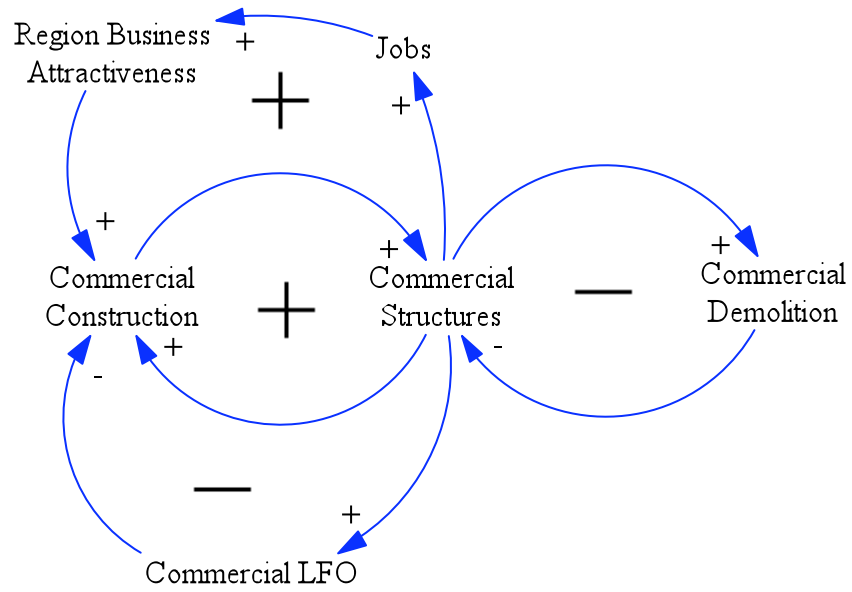 Region Business
Attractiveness
+
Jobs
+
+
+
Commercial
Construction
+
Commercial
Structures
+
Commercial
Demolition
+
—
+
-
-
—
+
Commercial LFO